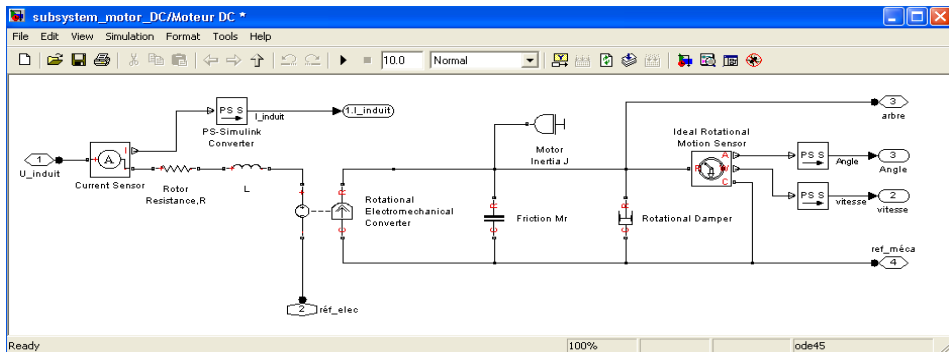 subsystem_motor_DC/Moteur DC *
File Edit View Simulation Format Tools Help
10.0 Normal
PS S
I_induit
1.I_induit
PS-Simulink
Converter
1
U_induit
A
I
Current Sensor
Rotor
Resistance,R
L
Rotational
Electromechanical
Converter
R
C
2
réf_elec
Motor
Inertia J
R
C
Friction Mr
R
C
Rotational Damper
Ideal Rotational
Motion Sensor
R
A
W
C
3
arbre
PS S
Angle
3
Angle
PS S
vitesse
2
vitesse
ref_méca
4
Ready 100% ode45